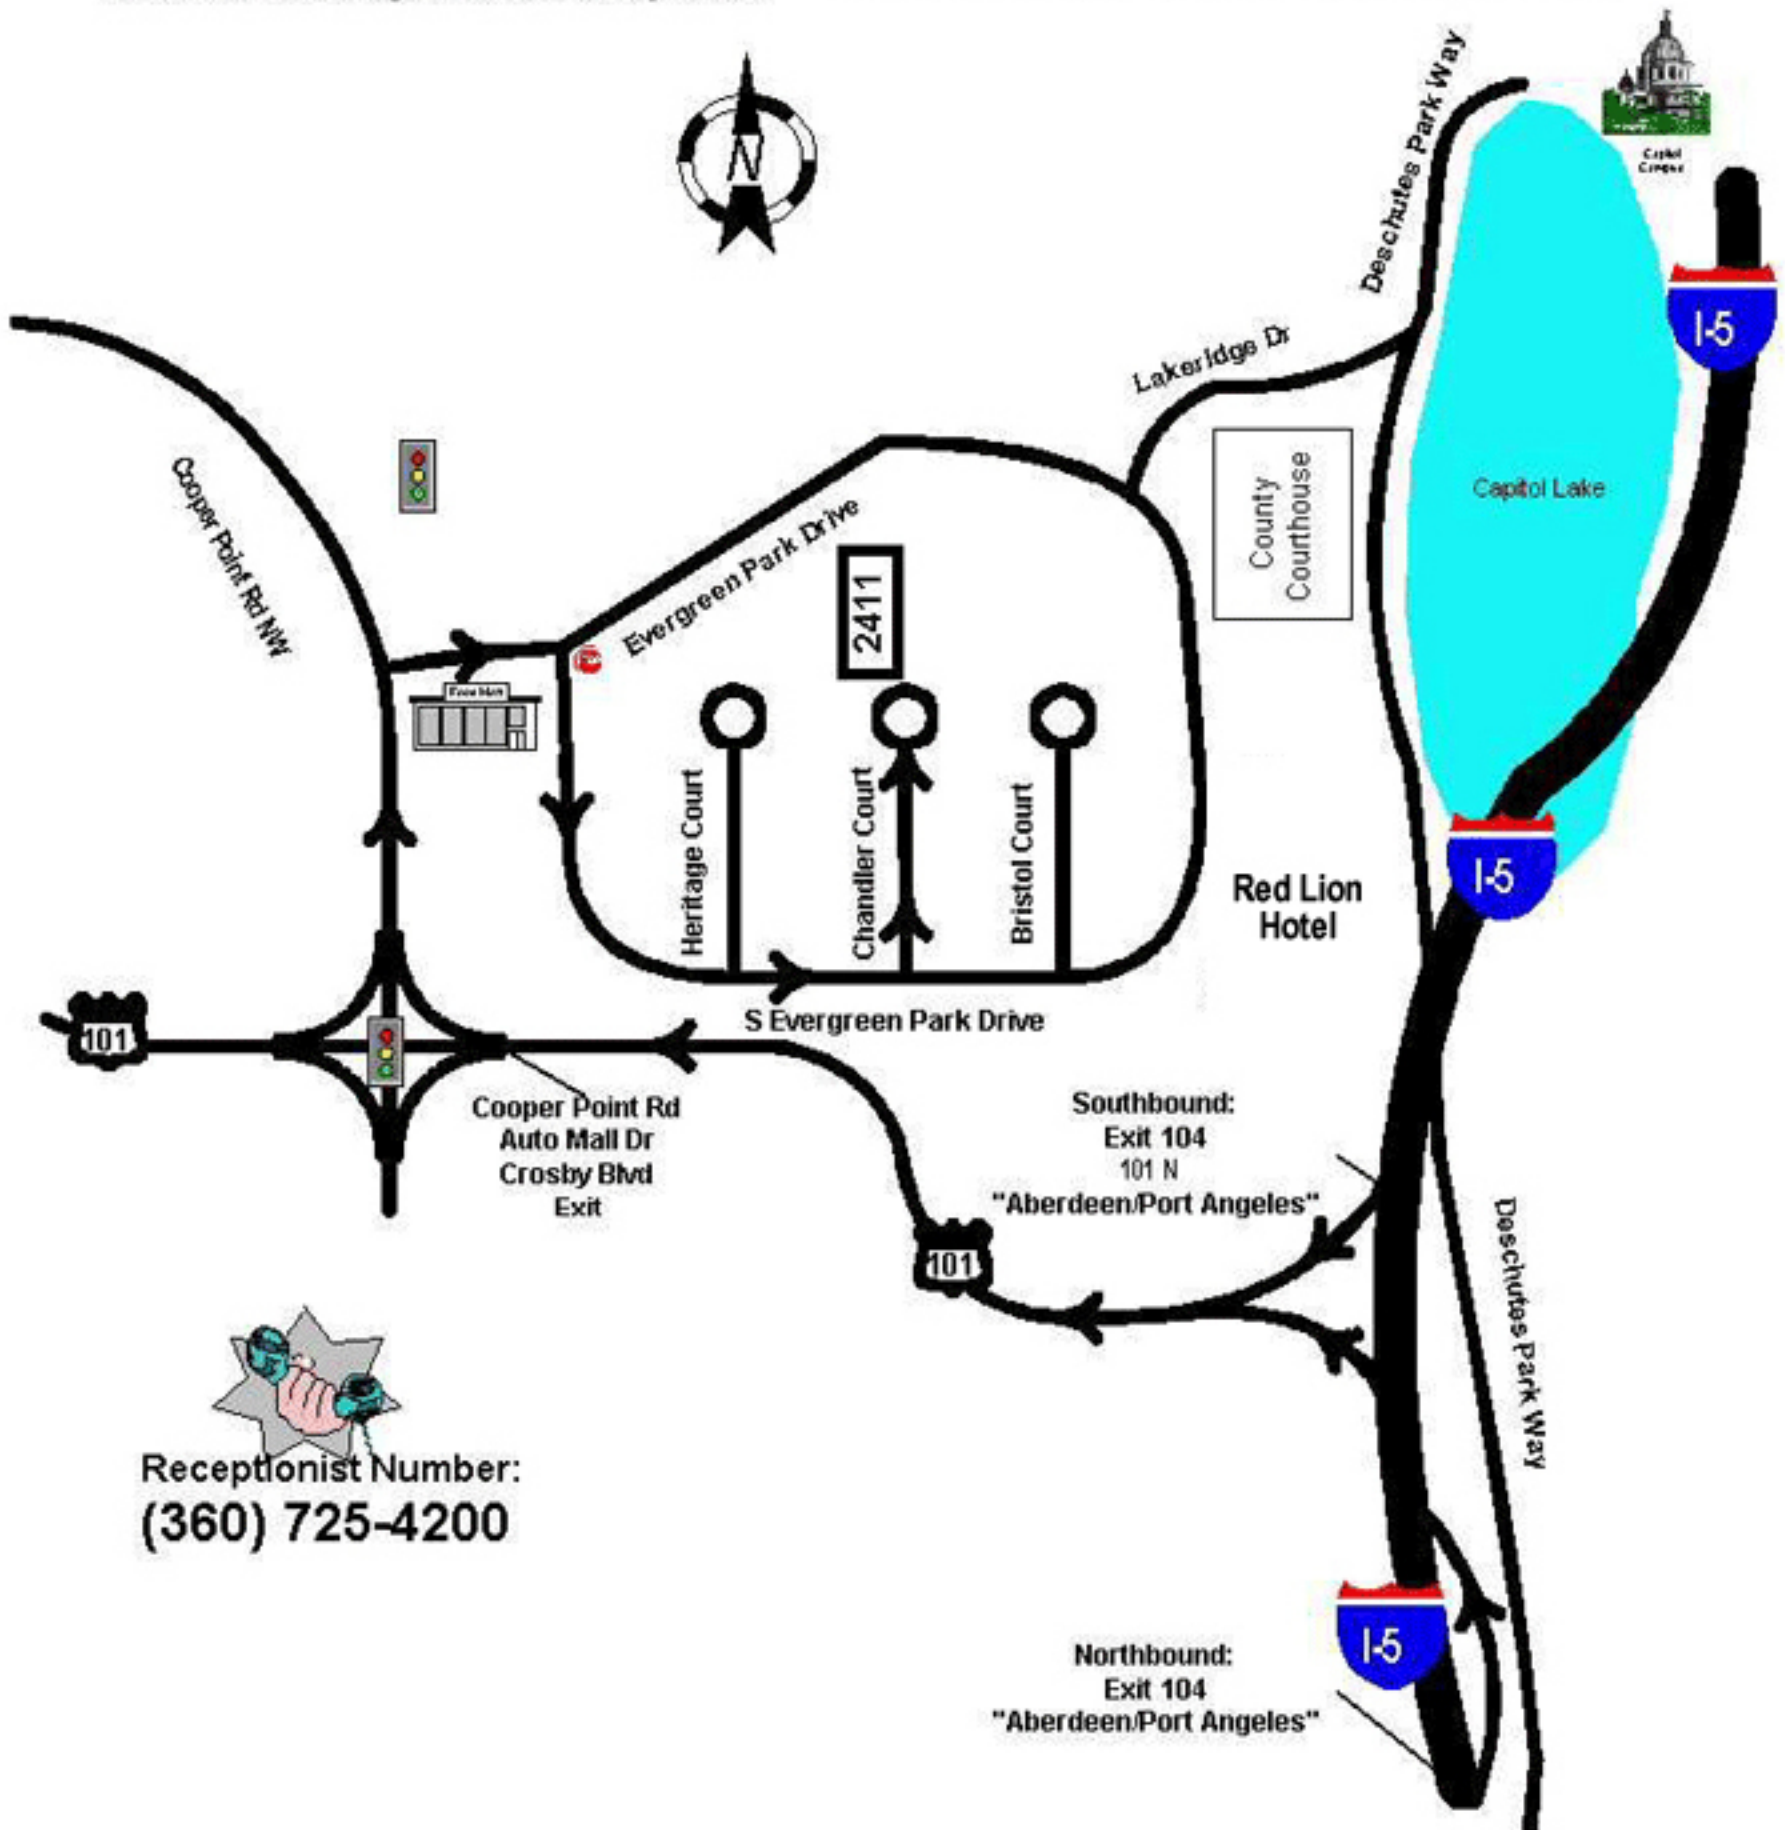 N
Deschutes Park Way
Capitol
Campus
I-5
Lakeridge Dr
Cooper Point Rd NW
County
Courthouse
Capitol Lake
Evergreen Park Drive
2411
Heritage Court
Chandler Court
Bristol Court
I-5
Red Lion
Hotel
S Evergreen Park Drive
101
Cooper Point Rd
Auto Mall Dr
Crosby Blvd
Exit
Southbound:
Exit 104
101 N
"Aberdeen/Port Angeles"
101
Deschutes Park Way
Receptionist Number:
(360) 725-4200
I-5
Northbound:
Exit 104
"Aberdeen/Port Angeles"